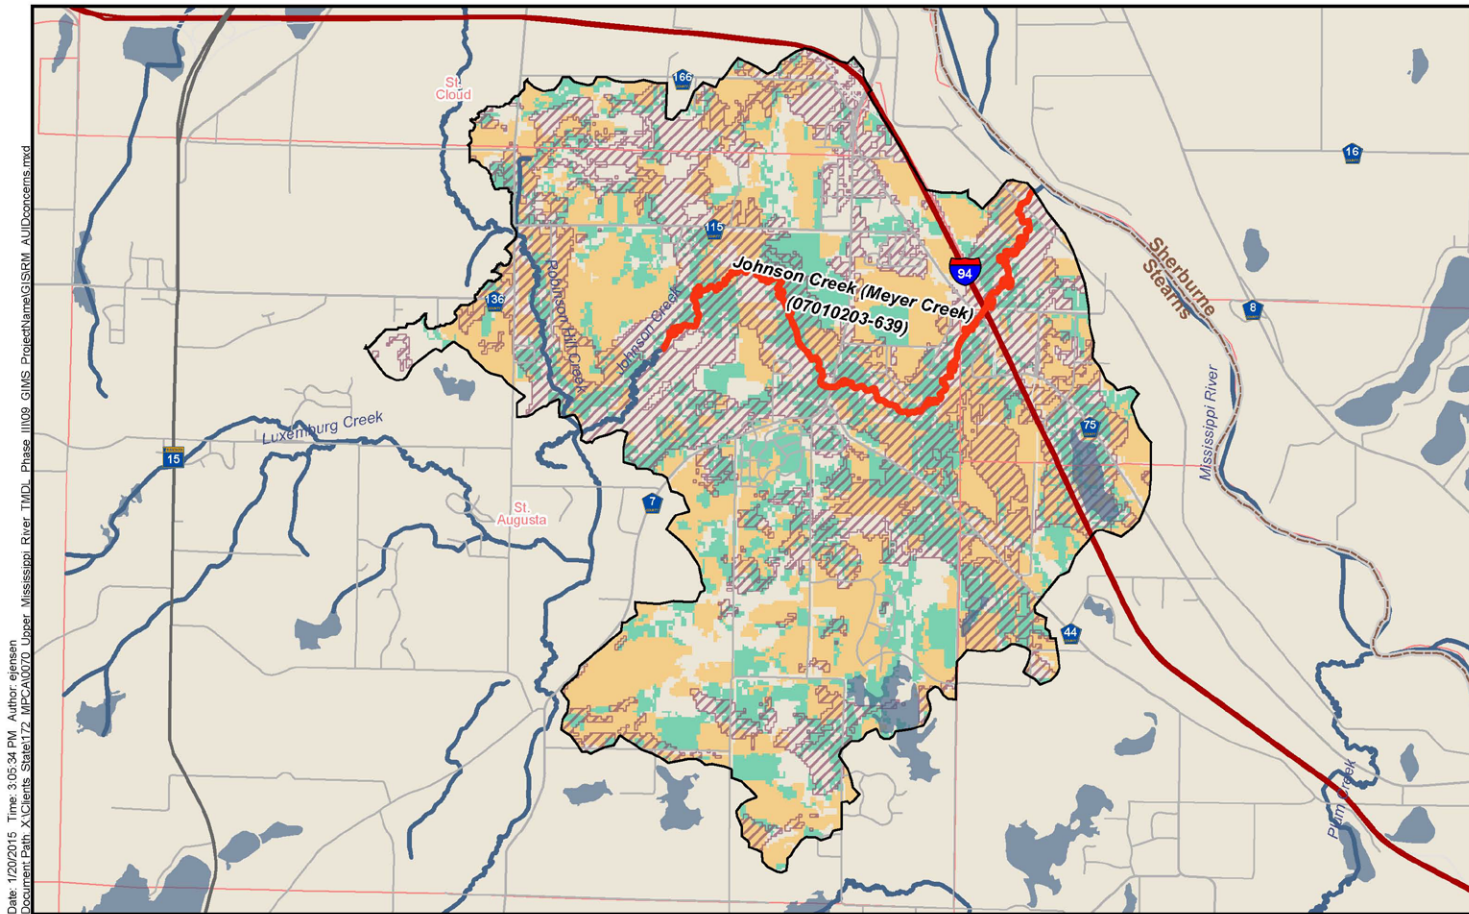 St.
Cloud
166
16
115
Johnson Creek (Meyer Creek)
(07010203-639)
94
Sherburne
Stearns
136
Robinson Hill Creek
Johnson Creek
8
Luxemburg Creek
Mississippi River
15
75
7
St.
Augusta
44
Plum Creek
Date: 1/20/2015 Time: 3:05:34 PM Author: ejensen
Document Path: X:\Clients_State\172_MPCA\0070_Upper_Mississippi_River_TMDL_Phase_III\09_GIMS_ProjectName\GIS\RM_AUIDconcerns.mxd